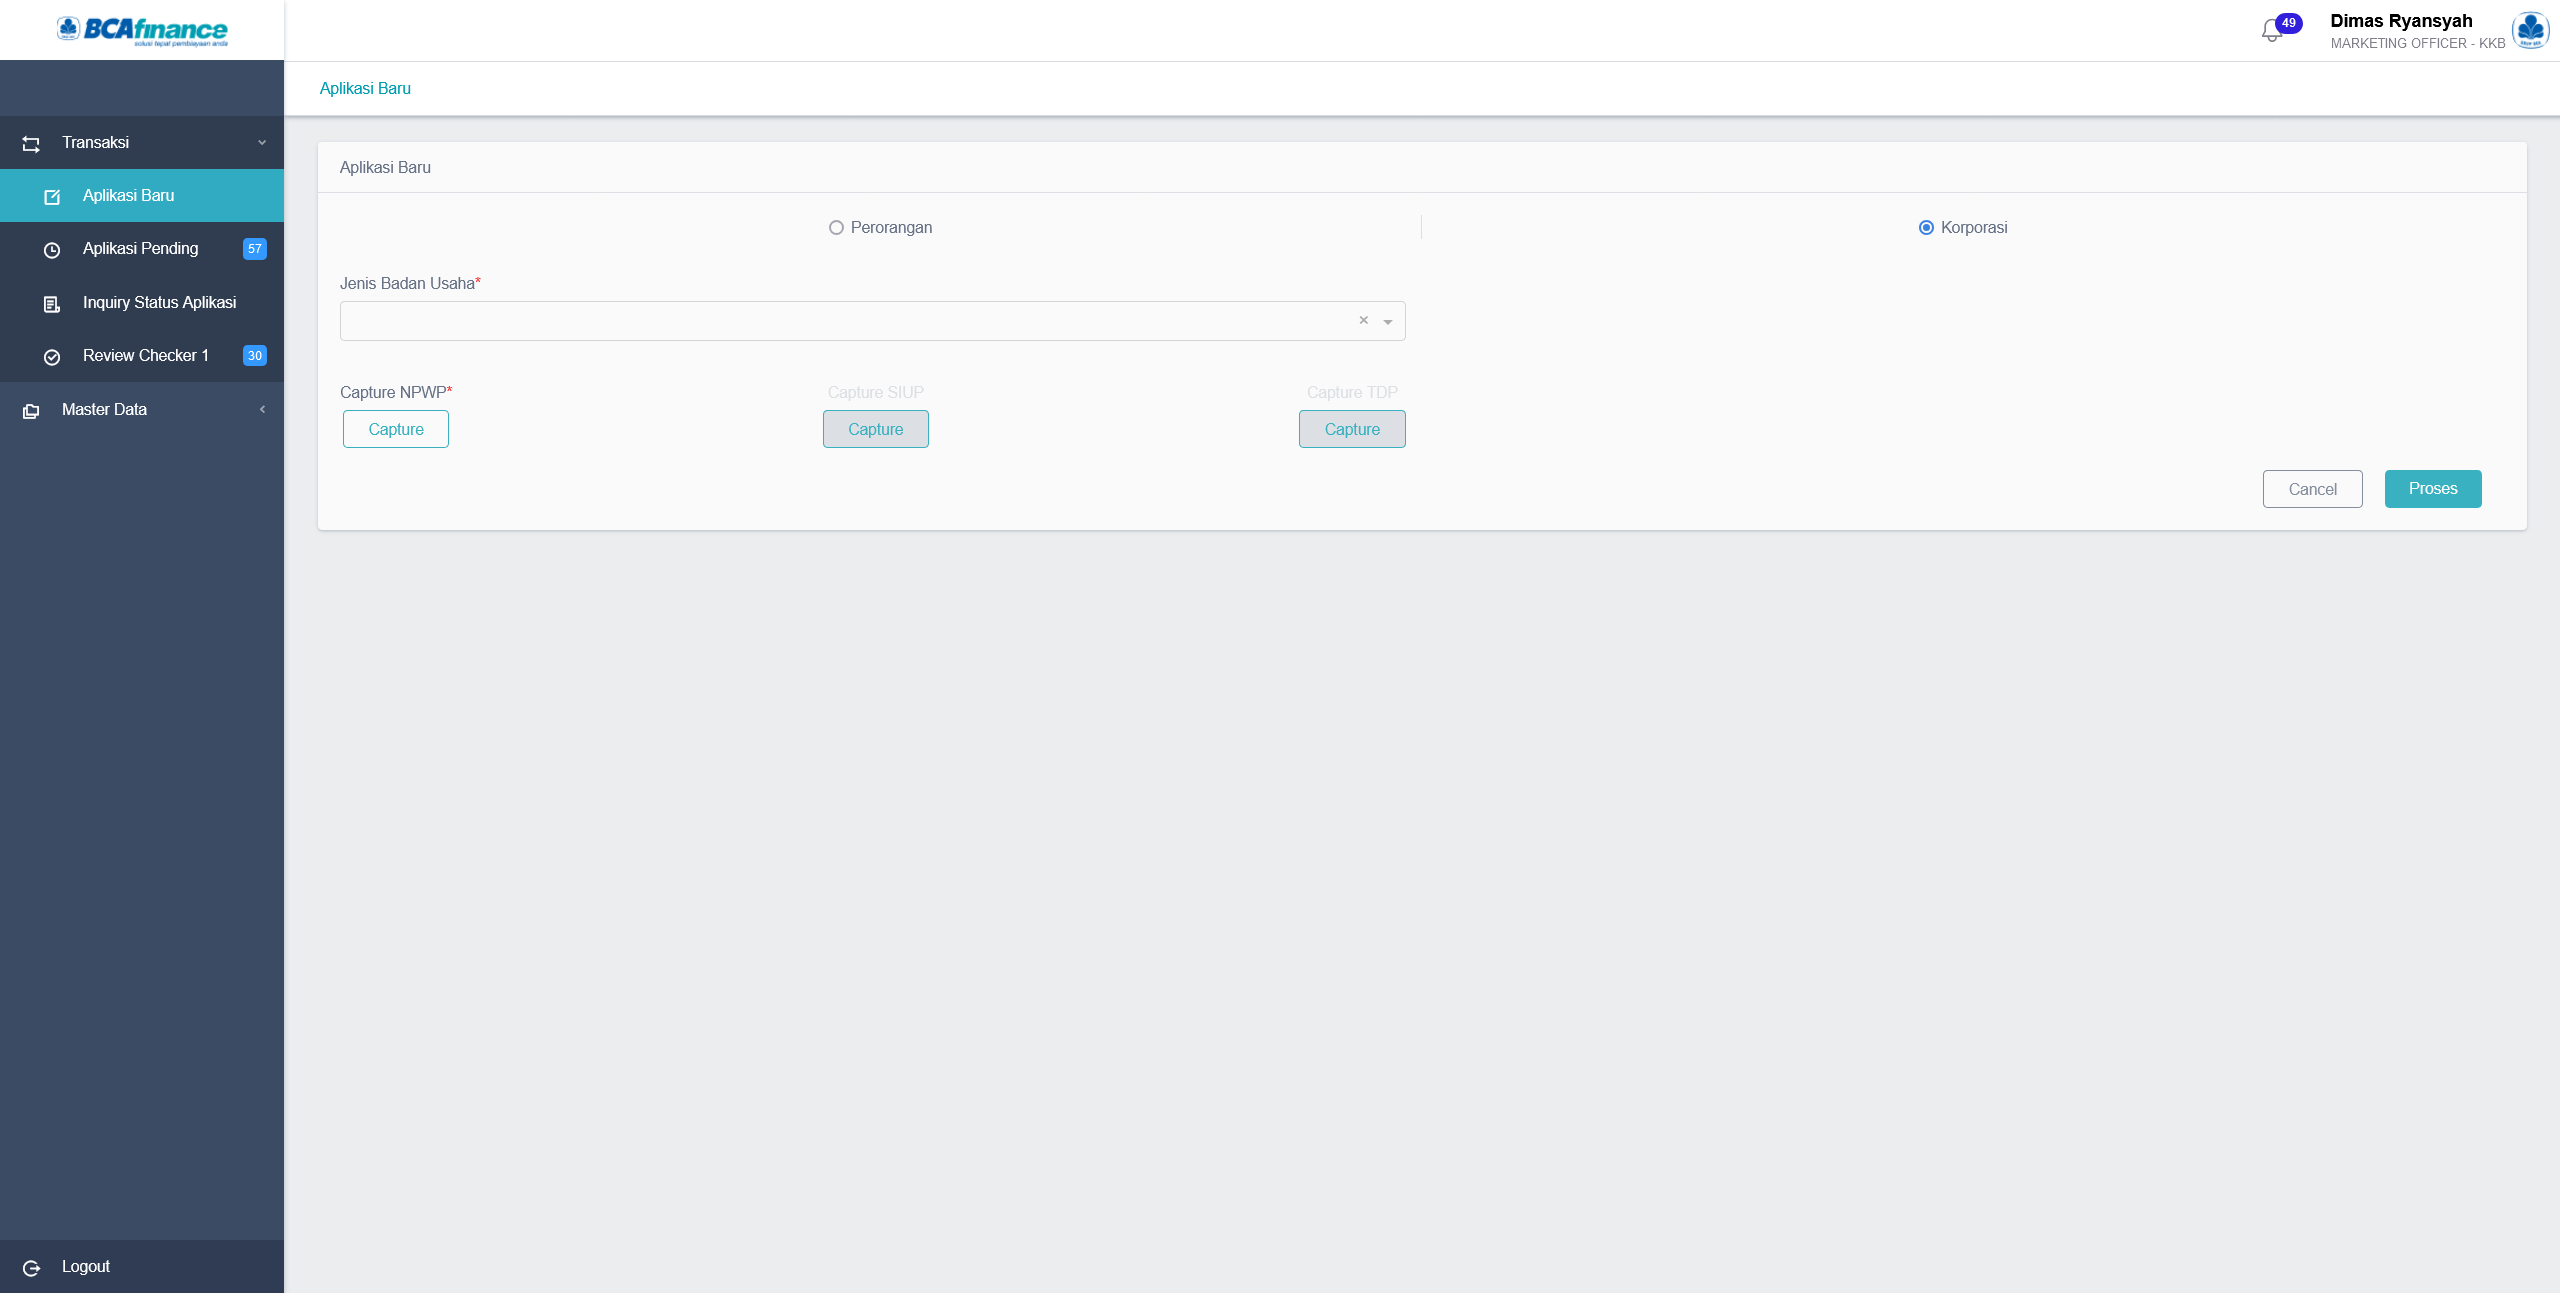 BCAfinance
solusi tepat pembiayaan anda
49
Dimas Ryansyah
MARKETING OFFICER - KKB
Aplikasi Baru
Transaksi
Aplikasi Baru
Aplikasi Pending 57
Inquiry Status Aplikasi
Review Checker 1 30
Master Data
Logout
Aplikasi Baru
Perorangan
Korporasi
Jenis Badan Usaha*
Capture NPWP*
Capture SIUP
Capture TDP
Capture
Capture
Capture
Cancel
Proses